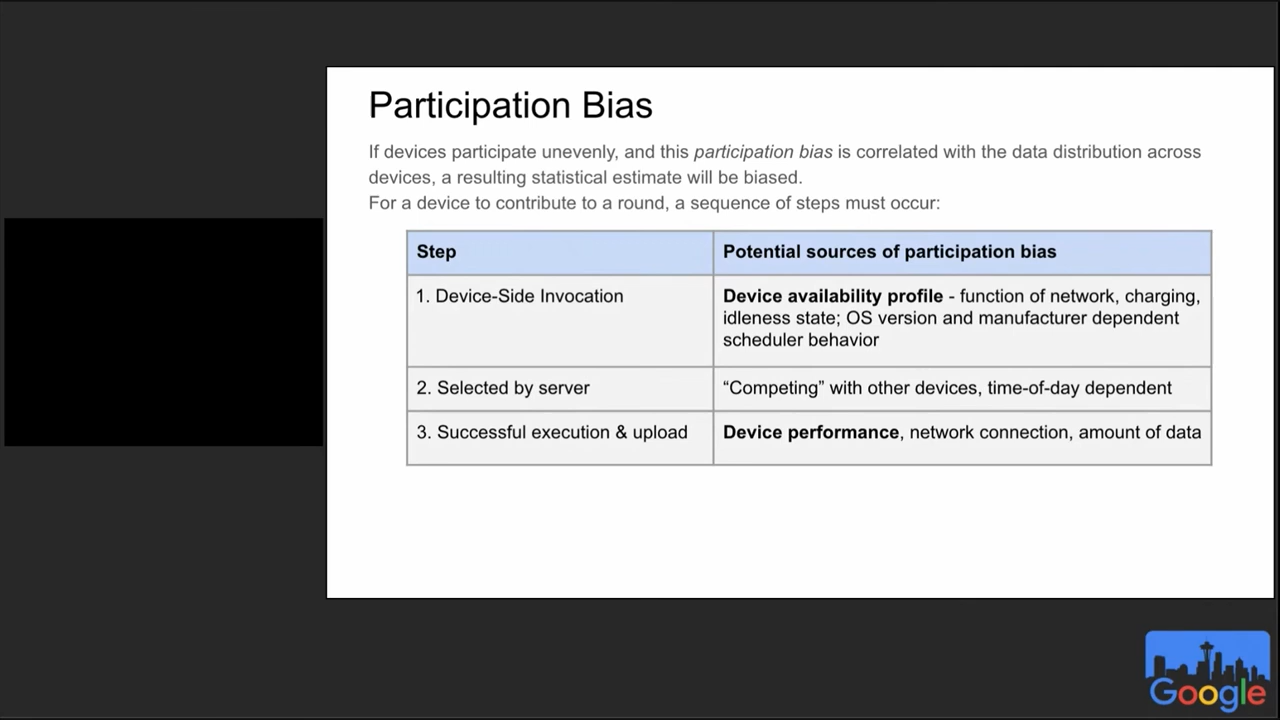 Participation Bias
If devices participate unevenly, and this participation bias is correlated with the data distribution across
devices, a resulting statistical estimate will be biased.
For a device to contribute to a round, a sequence of steps must occur:
Step
Potential sources of participation bias
1. Device-Side Invocation
Device availability profile - function of network, charging,
idleness state; OS version and manufacturer dependent
scheduler behavior
2. Selected by server
“Competing” with other devices, time-of-day dependent
3. Successful execution & upload
Device performance, network connection, amount of data
Google